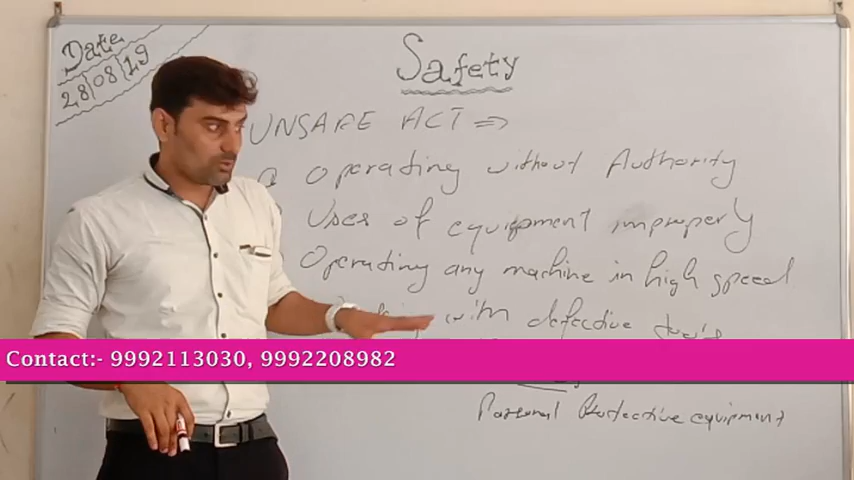 Date
28/08/19
Safety
UNSAFE ACT ⇒
Operating without Authority
Uses of equipment improperly
Operating any machine in high speed
with defective tools
Contact:- 9992113030, 9992208982
Personal Protective equipment